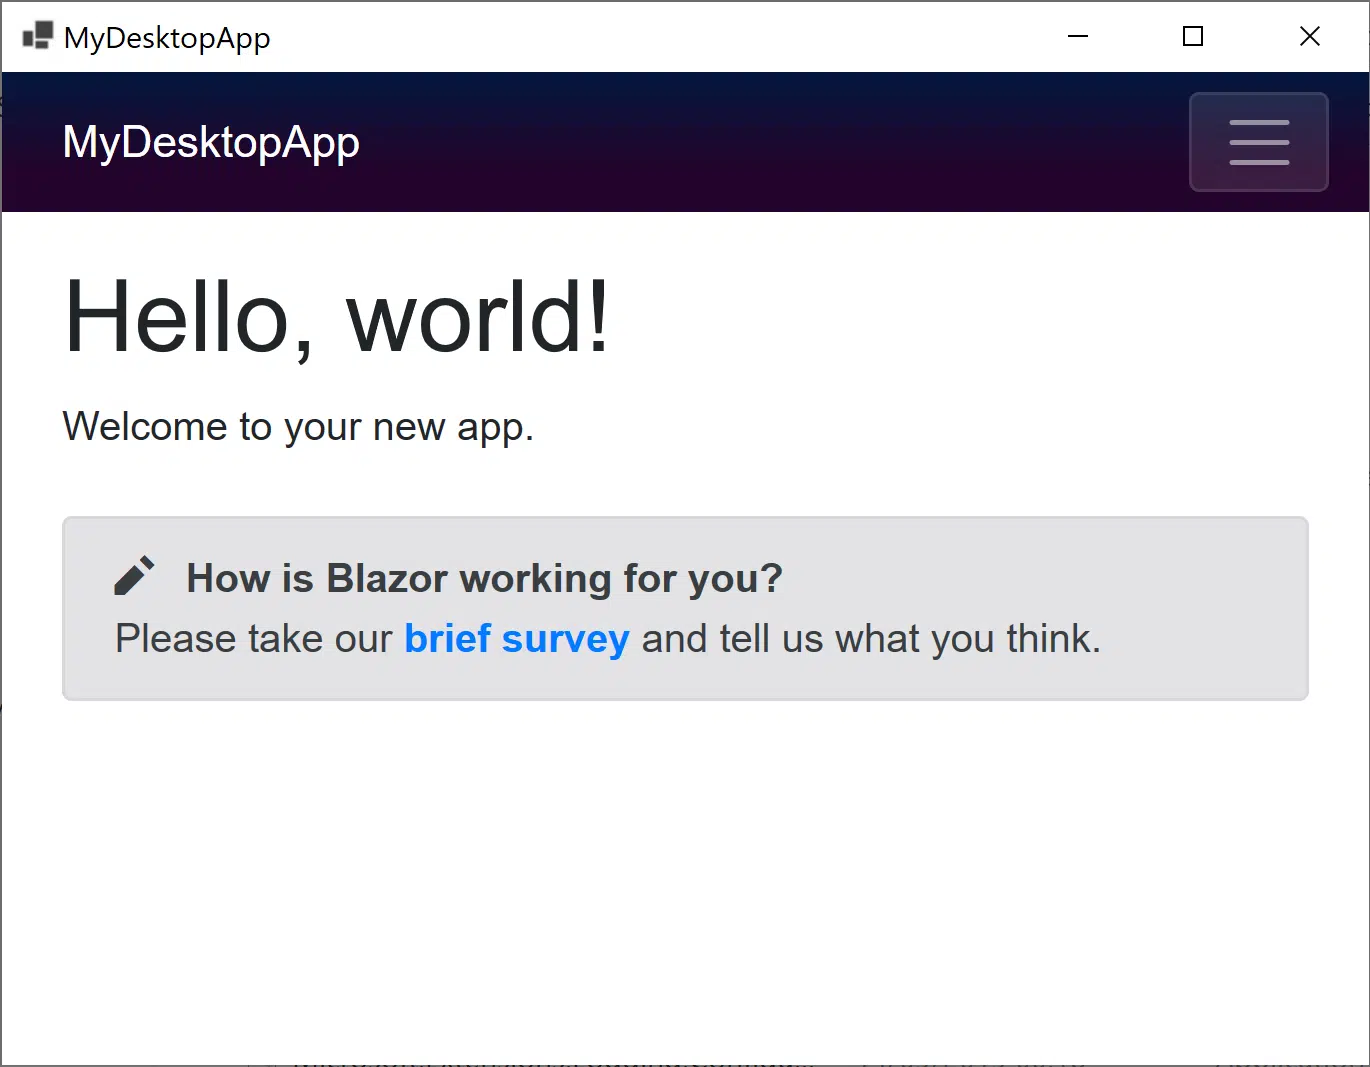 MyDesktopApp
MyDesktopApp
Hello, world!
Welcome to your new app.
How is Blazor working for you?
Please take our brief survey and tell us what you think.